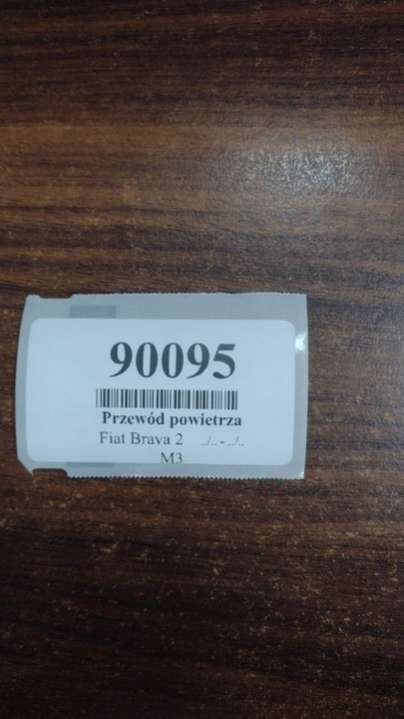 90095
Przewód powietrza
Fiat Brava 2 ./.. - ../..
M3